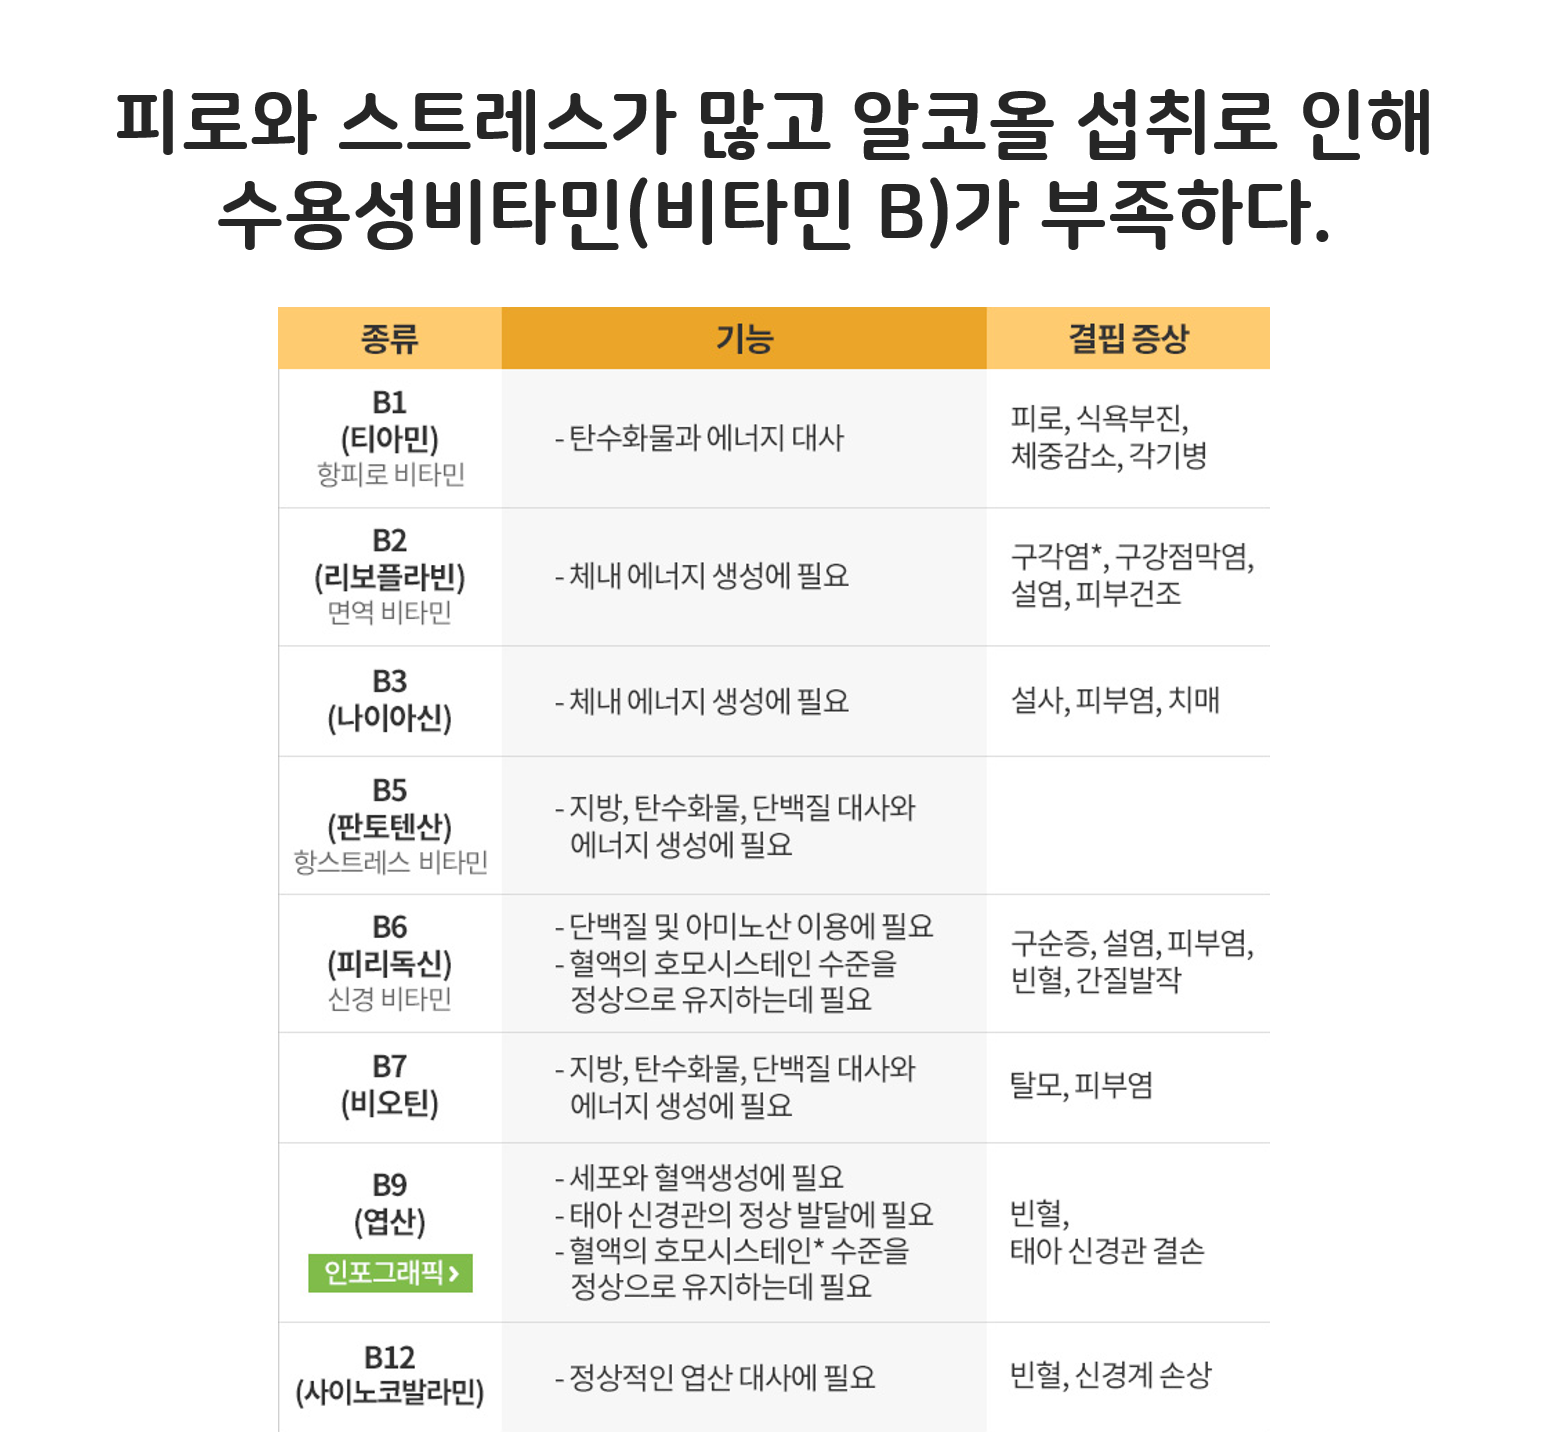 피로와 스트레스가 많고 알코올 섭취로 인해
수용성비타민(비타민 B)가 부족하다.
종류
기능
결핍 증상
B1
(티아민)
항피로 비타민
- 탄수화물과 에너지 대사
피로, 식욕부진,
체중감소, 각기병
B2
(리보플라빈)
면역 비타민
- 체내 에너지 생성에 필요
구각염*, 구강점막염,
설염, 피부건조
B3
(나이아신)
- 체내 에너지 생성에 필요
설사, 피부염, 치매
B5
(판토텐산)
항스트레스 비타민
- 지방, 탄수화물, 단백질 대사와
에너지 생성에 필요
B6
(피리독신)
신경 비타민
- 단백질 및 아미노산 이용에 필요
- 혈액의 호모시스테인 수준을
정상으로 유지하는데 필요
구순증, 설염, 피부염,
빈혈, 간질발작
B7
(비오틴)
- 지방, 탄수화물, 단백질 대사와
에너지 생성에 필요
탈모, 피부염
B9
(엽산)
인포그래픽 ›
- 세포와 혈액생성에 필요
- 태아 신경관의 정상 발달에 필요
- 혈액의 호모시스테인* 수준을
정상으로 유지하는데 필요
빈혈,
태아 신경관 결손
B12
(사이노코발라민)
- 정상적인 엽산 대사에 필요
빈혈, 신경계 손상